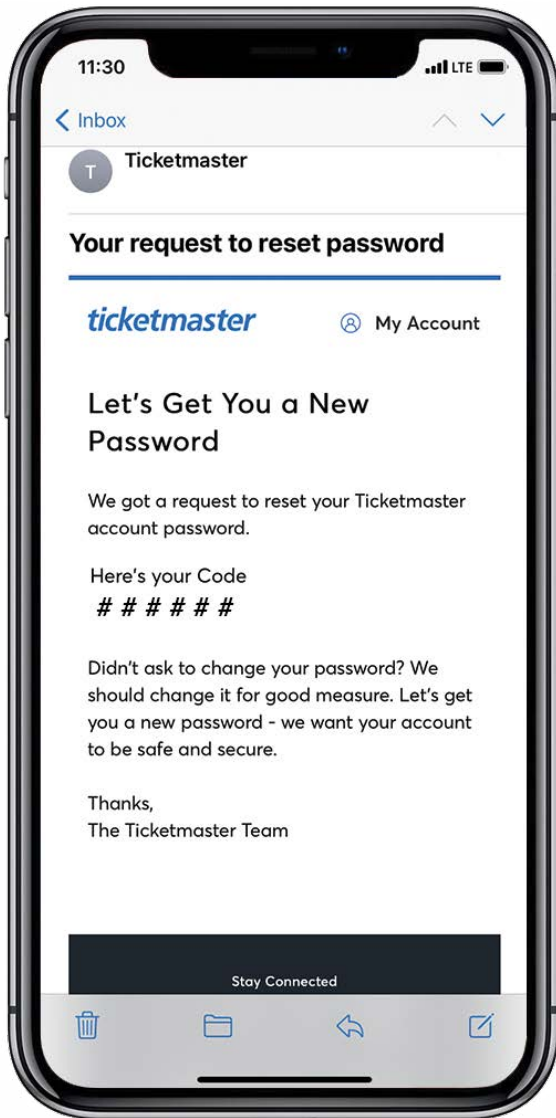 11:30
LTE
Inbox
T
Ticketmaster
Your request to reset password
ticketmaster
My Account
Let's Get You a New
Password
We got a request to reset your Ticketmaster
account password.
Here's your Code
# # # # # #
Didn't ask to change your password? We
should change it for good measure. Let's get
you a new password - we want your account
to be safe and secure.
Thanks,
The Ticketmaster Team
Stay Connected